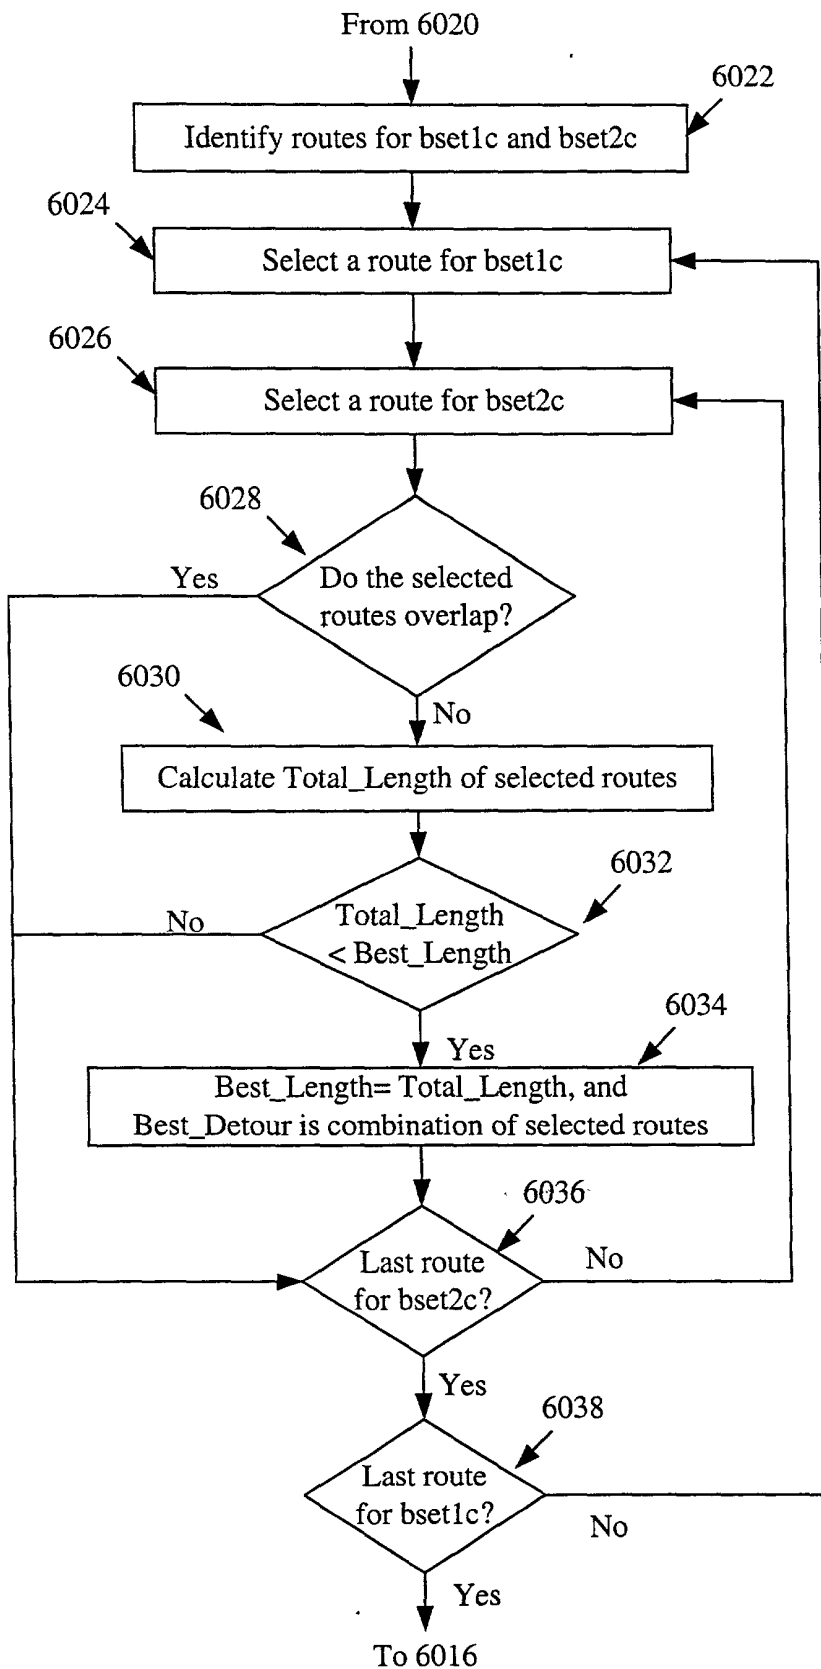 From 6020
6022
Identify routes for bset1c and bset2c
6024
Select a route for bset1c
6026
Select a route for bset2c
6028
Yes
Do the selected
routes overlap?
6030
No
Calculate Total_Length of selected routes
6032
No
Total_Length
< Best_Length
6034
Yes
Best_Length= Total_Length, and
Best_Detour is combination of selected routes
6036
Last route
for bset2c?
No
Yes
6038
Last route
for bset1c?
No
Yes
To 6016